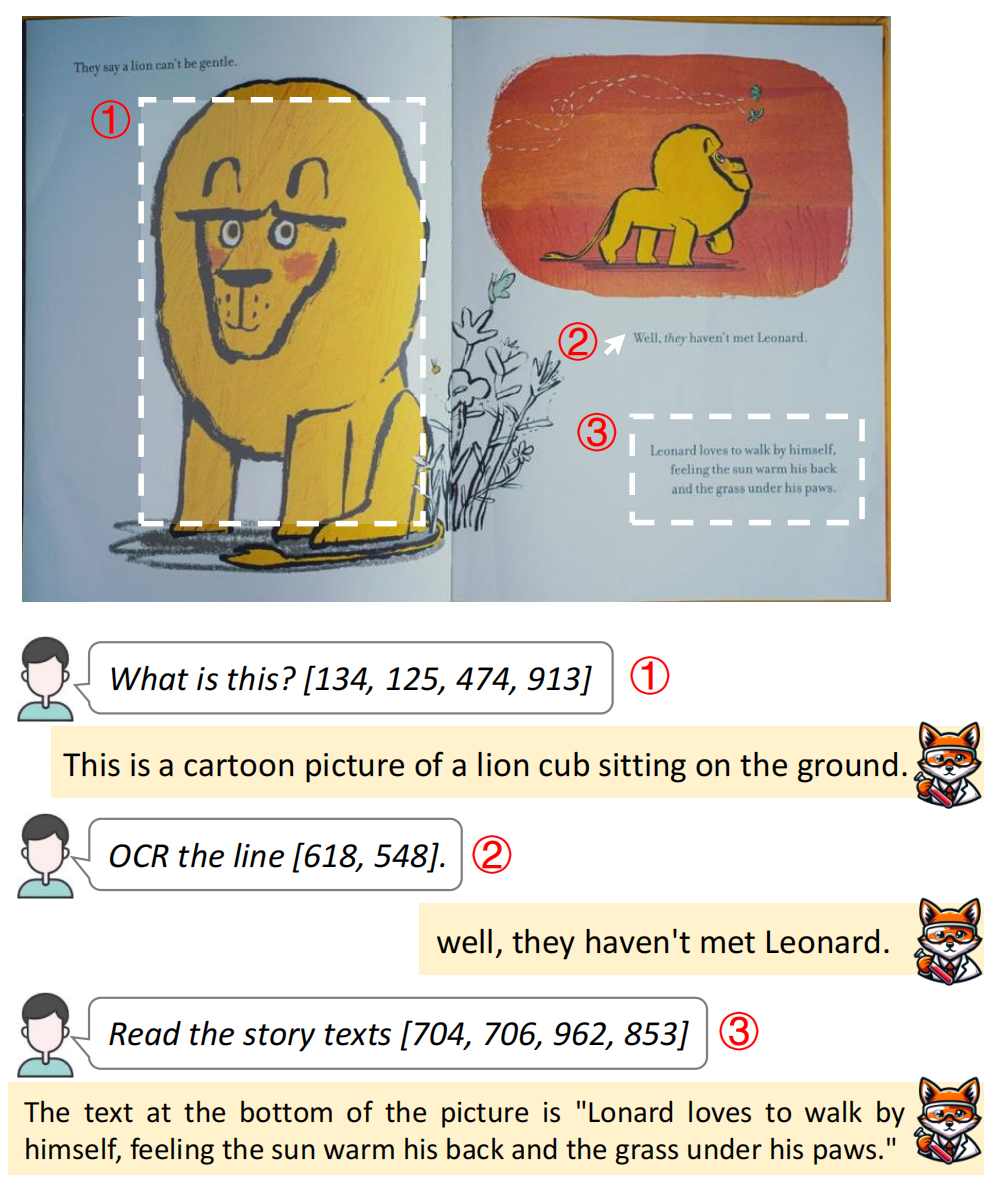 They say a lion can't be gentle.
①
② Well, they haven't met Leonard.
③
Leonard loves to walk by himself,
feeling the sun warm his back
and the grass under his paws.
What is this? [134, 125, 474, 913] ①
This is a cartoon picture of a lion cub sitting on the ground.
OCR the line [618, 548]. ②
well, they haven't met Leonard.
Read the story texts [704, 706, 962, 853] ③
The text at the bottom of the picture is "Lonard loves to walk by
himself, feeling the sun warm his back and the grass under his paws."